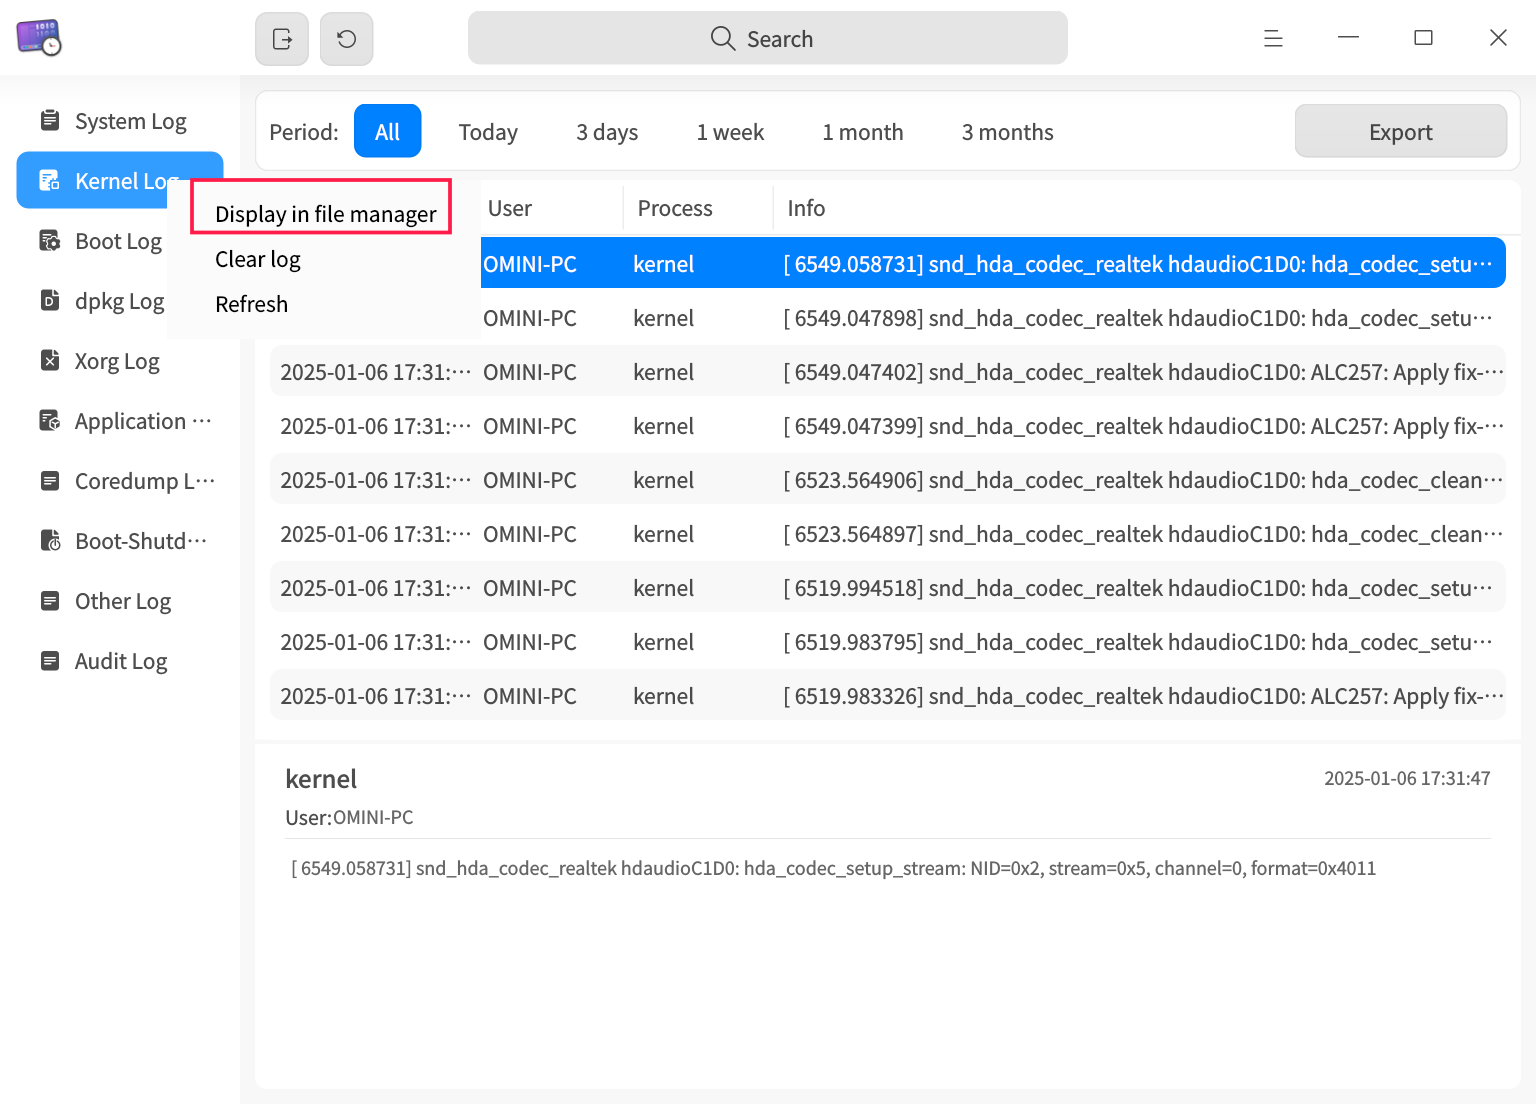 Search
System Log
Kernel Log
Boot Log
dpkg Log
Xorg Log
Application ···
Coredump L···
Boot-Shutd···
Other Log
Audit Log
Period: All Today 3 days 1 week 1 month 3 months Export
Display in file manager
Clear log
Refresh
User Process Info
OMINI-PC kernel [ 6549.058731] snd_hda_codec_realtek hdaudioC1D0: hda_codec_setu···
OMINI-PC kernel [ 6549.047898] snd_hda_codec_realtek hdaudioC1D0: hda_codec_setu···
2025-01-06 17:31:··· OMINI-PC kernel [ 6549.047402] snd_hda_codec_realtek hdaudioC1D0: ALC257: Apply fix-···
2025-01-06 17:31:··· OMINI-PC kernel [ 6549.047399] snd_hda_codec_realtek hdaudioC1D0: ALC257: Apply fix-···
2025-01-06 17:31:··· OMINI-PC kernel [ 6523.564906] snd_hda_codec_realtek hdaudioC1D0: hda_codec_clean···
2025-01-06 17:31:··· OMINI-PC kernel [ 6523.564897] snd_hda_codec_realtek hdaudioC1D0: hda_codec_clean···
2025-01-06 17:31:··· OMINI-PC kernel [ 6519.994518] snd_hda_codec_realtek hdaudioC1D0: hda_codec_setu···
2025-01-06 17:31:··· OMINI-PC kernel [ 6519.983795] snd_hda_codec_realtek hdaudioC1D0: hda_codec_setu···
2025-01-06 17:31:··· OMINI-PC kernel [ 6519.983326] snd_hda_codec_realtek hdaudioC1D0: ALC257: Apply fix-···
kernel 2025-01-06 17:31:47
User:OMINI-PC
[ 6549.058731] snd_hda_codec_realtek hdaudioC1D0: hda_codec_setup_stream: NID=0x2, stream=0x5, channel=0, format=0x4011